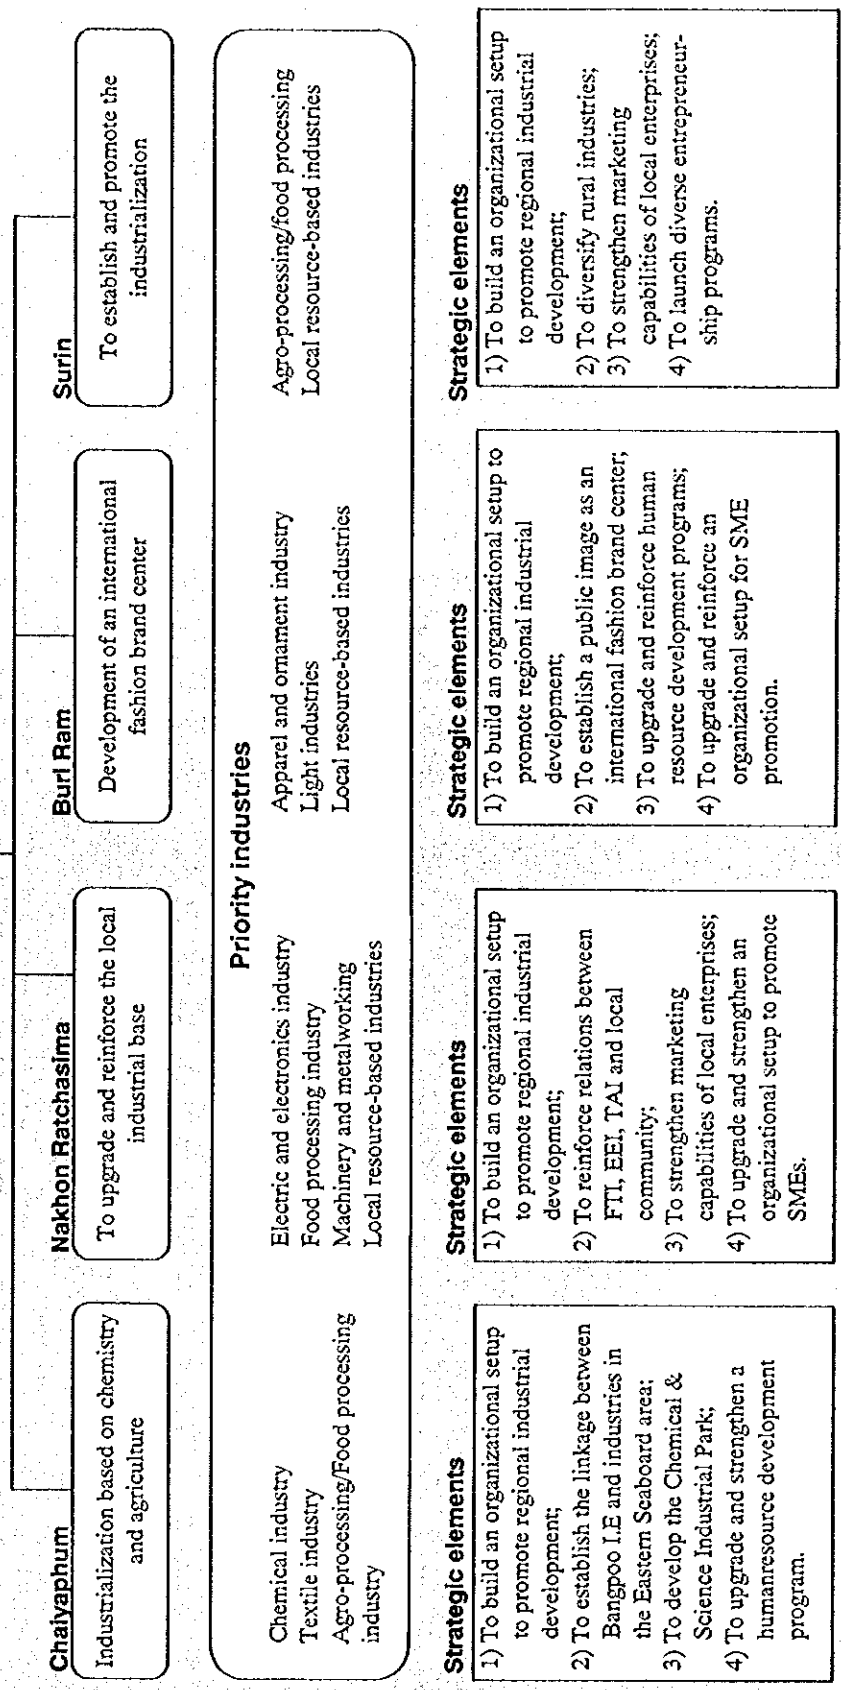 Chaiyaphum
Industrialization based on chemistry
and agriculture
Nakhon Ratchasima
To upgrade and reinforce the local
industrial base
Buri Ram
Development of an international
fashion brand center
Surin
To establish and promote the
industrialization
Priority industries
Chemical industry
Textile industry
Agro-processing/Food processing
industry
Electric and electronics industry
Food processing industry
Machinery and metalworking
Local resource-based industries
Apparel and ornament industry
Light industries
Local resource-based industries
Agro-processing/food processing
Local resource-based industries
Strategic elements
1) To build an organizational setup
to promote regional industrial
development;
2) To establish the linkage between
Bangpoo I.E and industries in
the Eastern Seaboard area;
3) To develop the Chemical &
Science Industrial Park;
4) To upgrade and strengthen a
humanresource development
program.
Strategic elements
1) To build an organizational setup
to promote regional industrial
development;
2) To reinforce relations between
FTI, EEI, TAI and local
community;
3) To strengthen marketing
capabilities of local enterprises;
4) To upgrade and strengthen an
organizational setup to promote
SMEs.
Strategic elements
1) To build an organizational setup to
promote regional industrial
development;
2) To establish a public image as an
international fashion brand center;
3) To upgrade and reinforce human
resource development programs;
4) To upgrade and reinforce an
organizational setup for SME
promotion.
Strategic elements
1) To build an organizational setup
to promote regional industrial
development;
2) To diversify rural industries;
3) To strengthen marketing
capabilities of local enterprises;
4) To launch diverse entrepreneur-
ship programs.